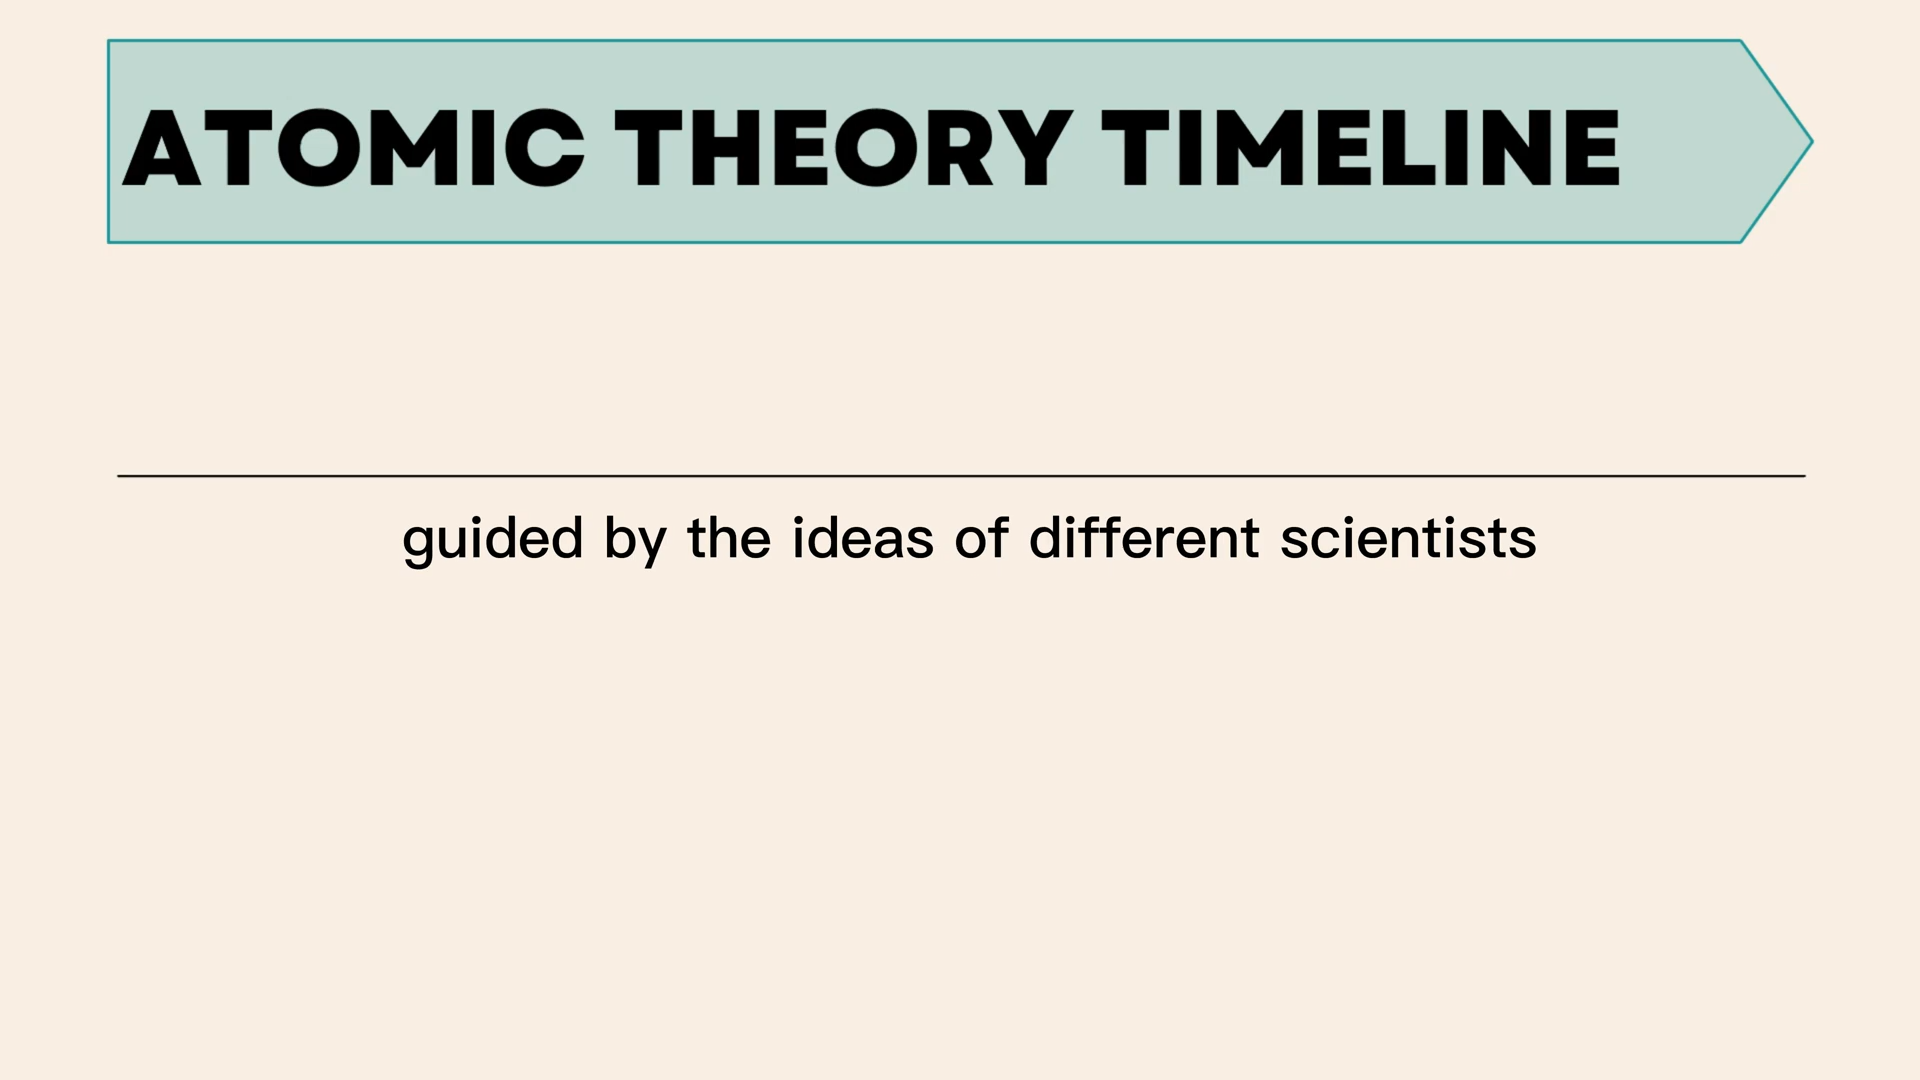 ATOMIC THEORY TIMELINE
guided by the ideas of different scientists